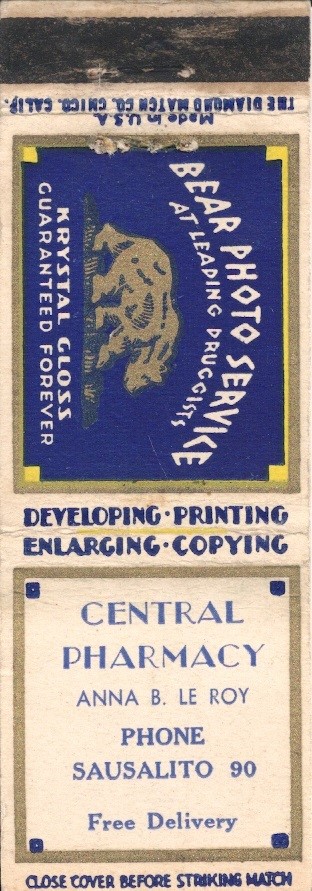 THE DIAMOND MATCH CO. CHICO, CALIF.
Made in U.S.A.
BEAR PHOTO SERVICE
AT LEADING DRUGGISTS
KRYSTAL GLOSS
GUARANTEED FOREVER
DEVELOPING · PRINTING
ENLARGING · COPYING
CENTRAL
PHARMACY
ANNA B. LE ROY
PHONE
SAUSALITO 90
Free Delivery
CLOSE COVER BEFORE STRIKING MATCH